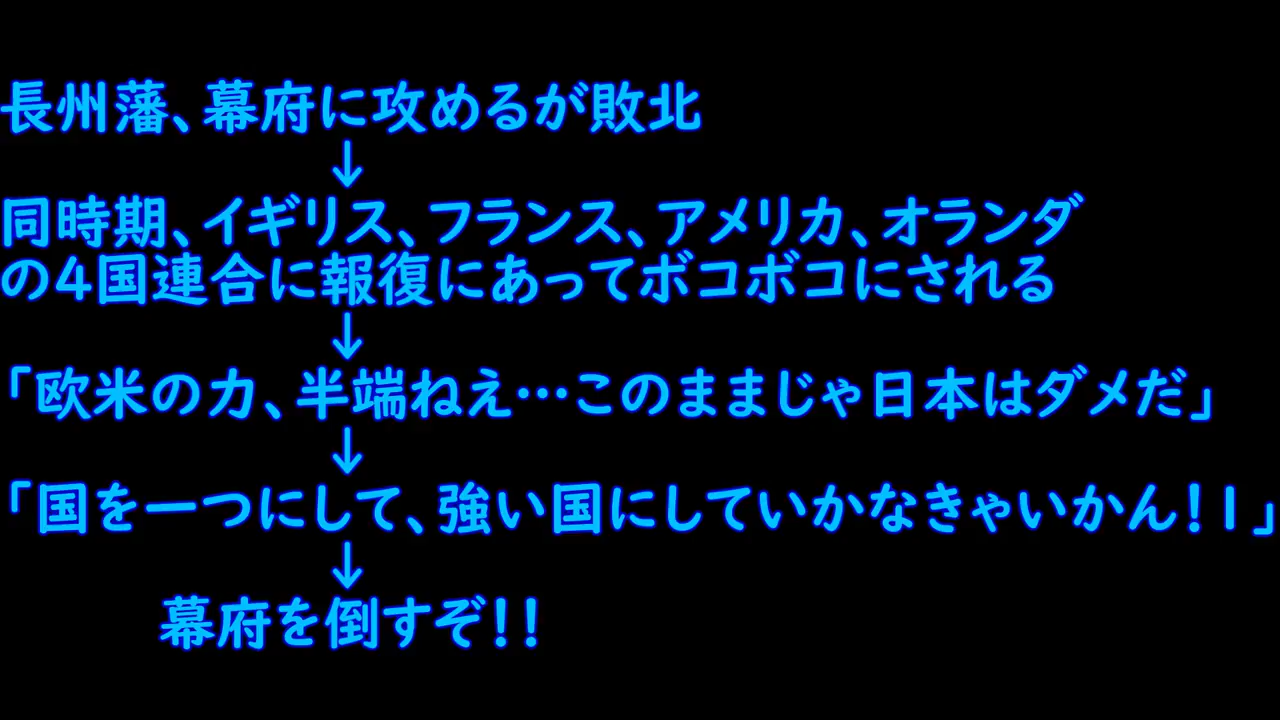 長州藩、幕府に攻めるが敗北
↓
同時期、イギリス、フランス、アメリカ、オランダ
の４国連合に報復にあってボコボコにされる
↓
「欧米の力、半端ねえ…このままじゃ日本はダメだ」
↓
「国を一つにして、強い国にしていかなきゃいかん！１」
↓
幕府を倒すぞ！！